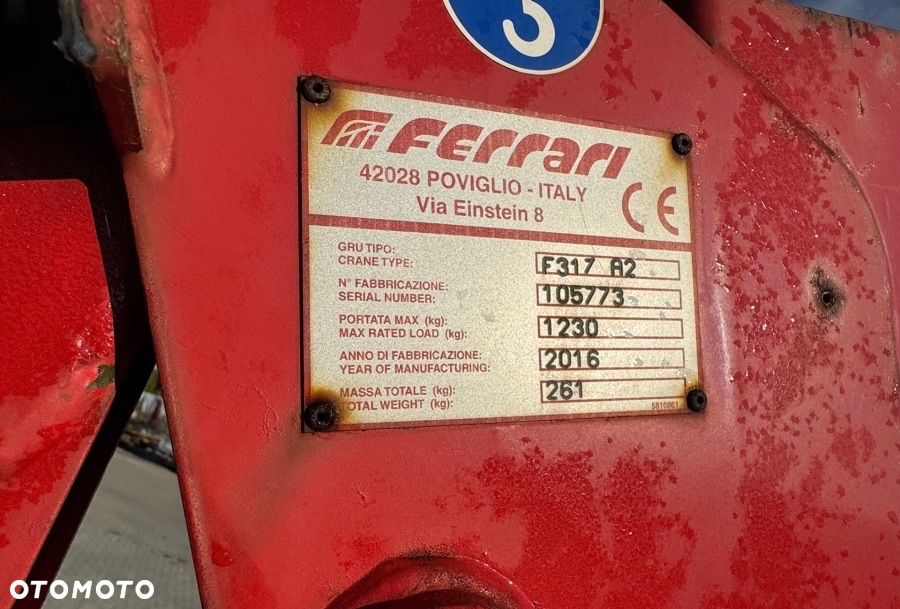 3
Ferrari
42028 POVIGLIO - ITALY
Via Einstein 8
CE
GRU TIPO:
CRANE TYPE: F317 A2
N° FABBRICAZIONE:
SERIAL NUMBER: 105773
PORTATA MAX (kg):
MAX RATED LOAD (kg): 1230
ANNO DI FABBRICAZIONE:
YEAR OF MANUFACTURING: 2016
MASSA TOTALE (kg):
TOTAL WEIGHT (kg): 261
5810861
OTOMOTO